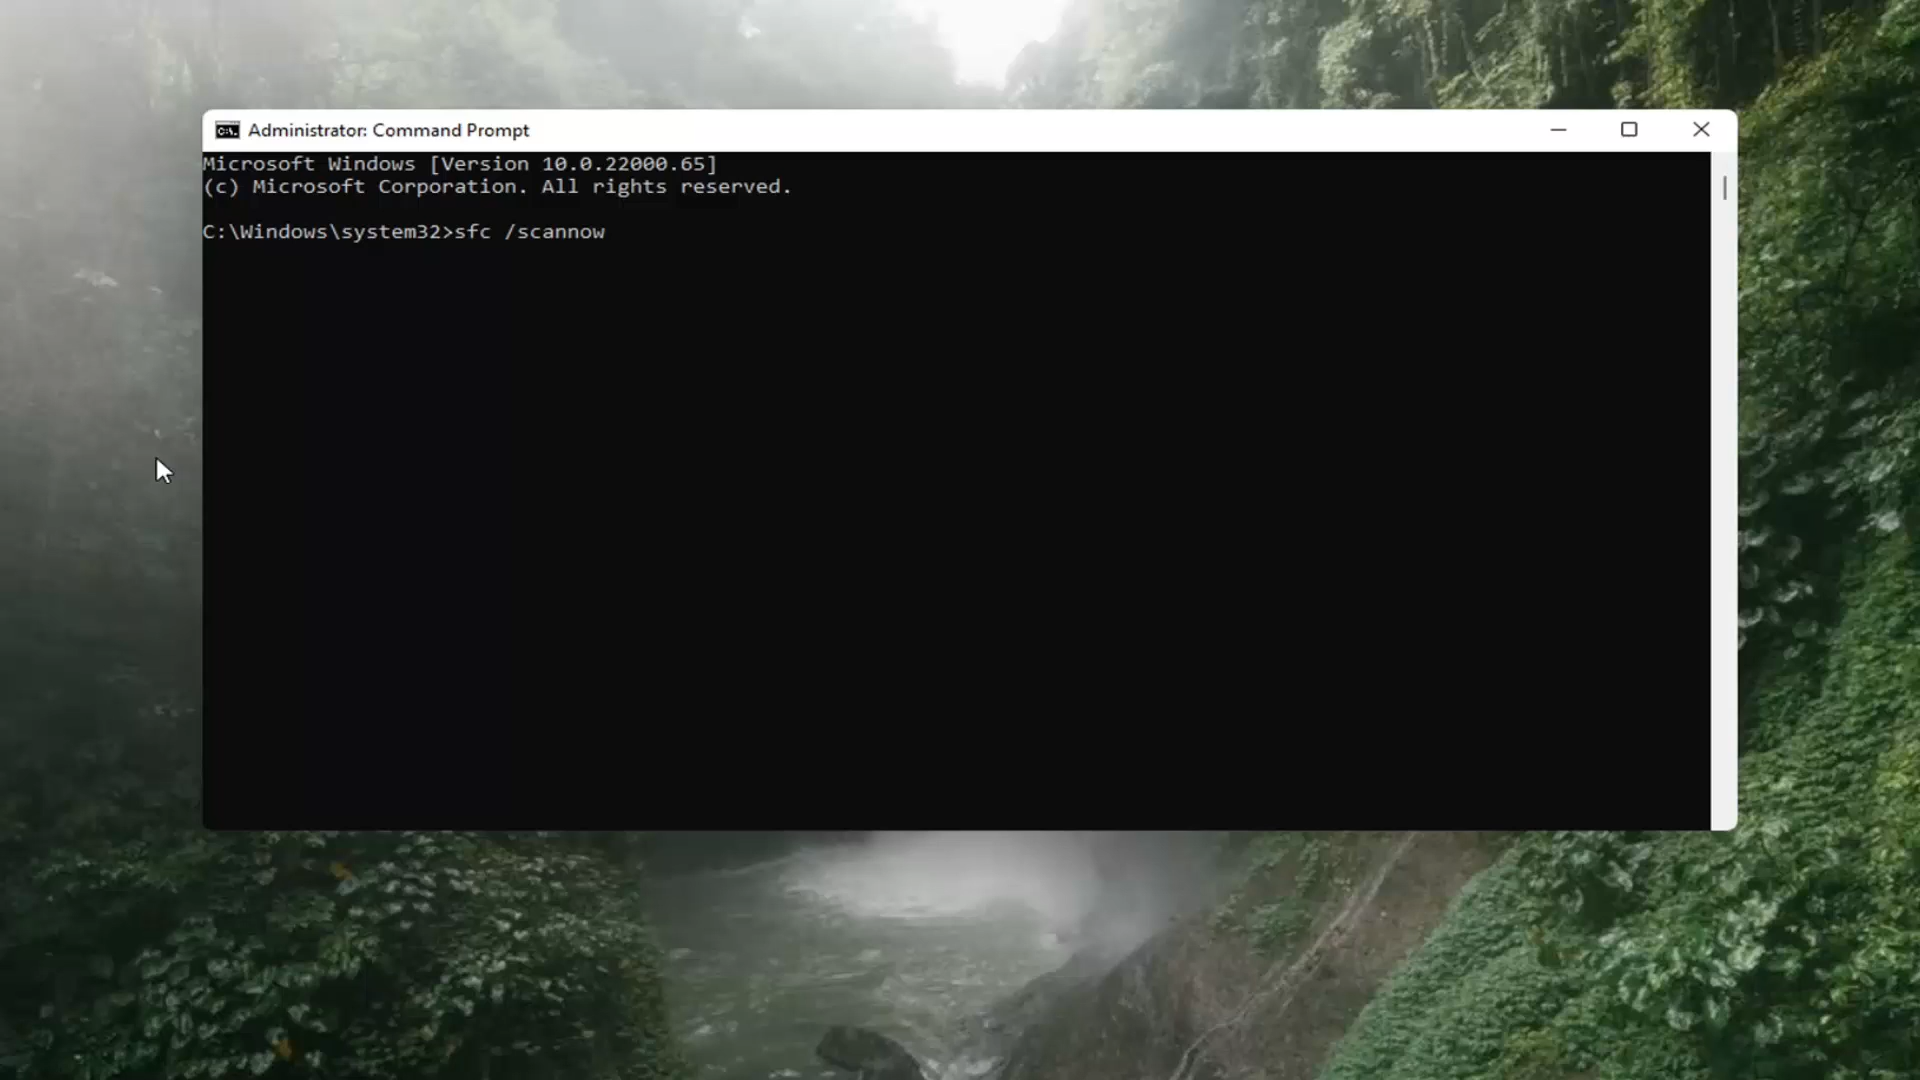 Administrator: Command Prompt
Microsoft Windows [Version 10.0.22000.65]
(c) Microsoft Corporation. All rights reserved.
C:\Windows\system32>sfc /scannow